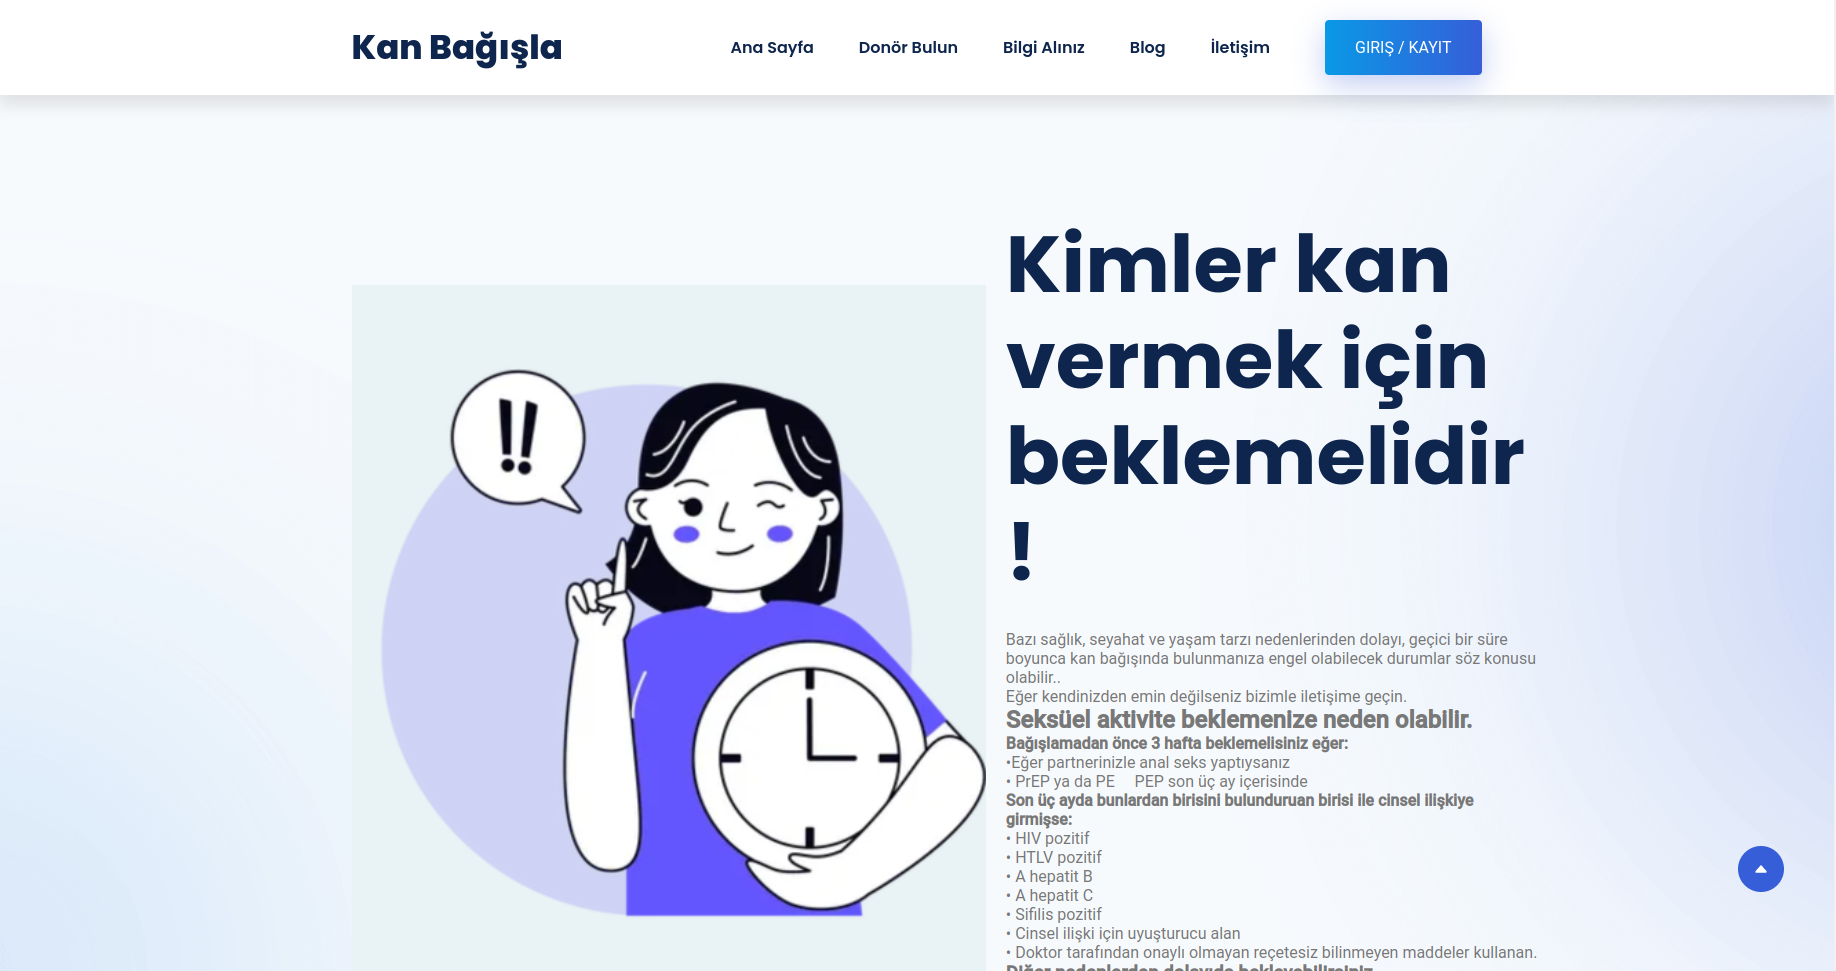 Kan Bağışla
Ana Sayfa
Donör Bulun
Bilgi Alınız
Blog
İletişim
GIRIŞ / KAYIT
!!
Kimler kan
vermek için
beklemelidir
!
Bazı sağlık, seyahat ve yaşam tarzı nedenlerinden dolayı, geçici bir süre
boyunca kan bağışında bulunmanıza engel olabilecek durumlar söz konusu
olabilir..
Eğer kendinizden emin değilseniz bizimle iletişime geçin.
Seksüel aktivite beklemenize neden olabilir.
Bağışlamadan önce 3 hafta beklemelisiniz eğer:
•Eğer partnerinizle anal seks yaptıysanız
• PrEP ya da PE    PEP son üç ay içerisinde
Son üç ayda bunlardan birisini bulunduruan birisi ile cinsel ilişkiye
girmişse:
• HIV pozitif
• HTLV pozitif
• A hepatit B
• A hepatit C
• Sifilis pozitif
• Cinsel ilişki için uyuşturucu alan
• Doktor tarafından onaylı olmayan reçetesiz bilinmeyen maddeler kullanan.
Diğer nedenlerden dolayıda bekleyebilirsiniz